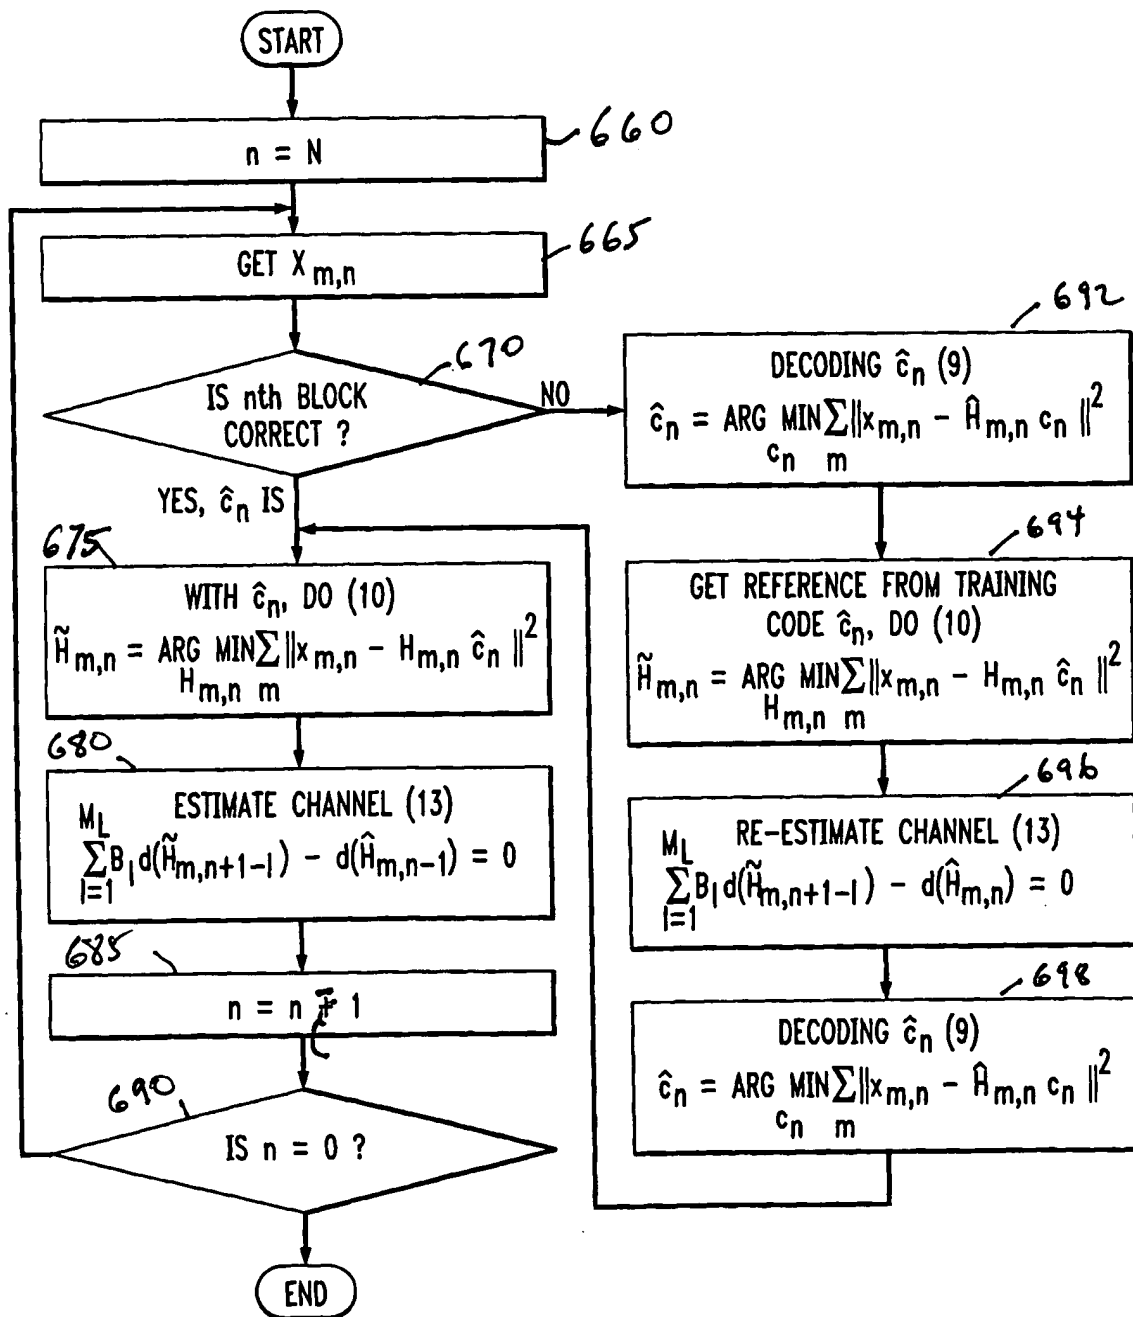 START
660
n = N
665
GET X m,n
670
IS nth BLOCK
CORRECT ?
NO
YES, ĉn IS
675
WITH ĉn, DO (10)
H̃m,n = ARG MIN Σ ||xm,n - Hm,n ĉn ||²
Hm,n m
680
ESTIMATE CHANNEL (13)
ML
Σ Bl d(H̃m,n+1-l) - d(Ĥm,n-1) = 0
l=1
685
n = n - 1
690
IS n = 0 ?
END
692
DECODING ĉn (9)
ĉn = ARG MIN Σ ||xm,n - Ĥm,n cn ||²
cn m
694
GET REFERENCE FROM TRAINING
CODE ĉn, DO (10)
H̃m,n = ARG MIN Σ ||xm,n - Hm,n ĉn ||²
Hm,n m
696
RE-ESTIMATE CHANNEL (13)
ML
Σ Bl d(H̃m,n+1-l) - d(Ĥm,n) = 0
l=1
698
DECODING ĉn (9)
ĉn = ARG MIN Σ ||xm,n - Ĥm,n cn ||²
cn m